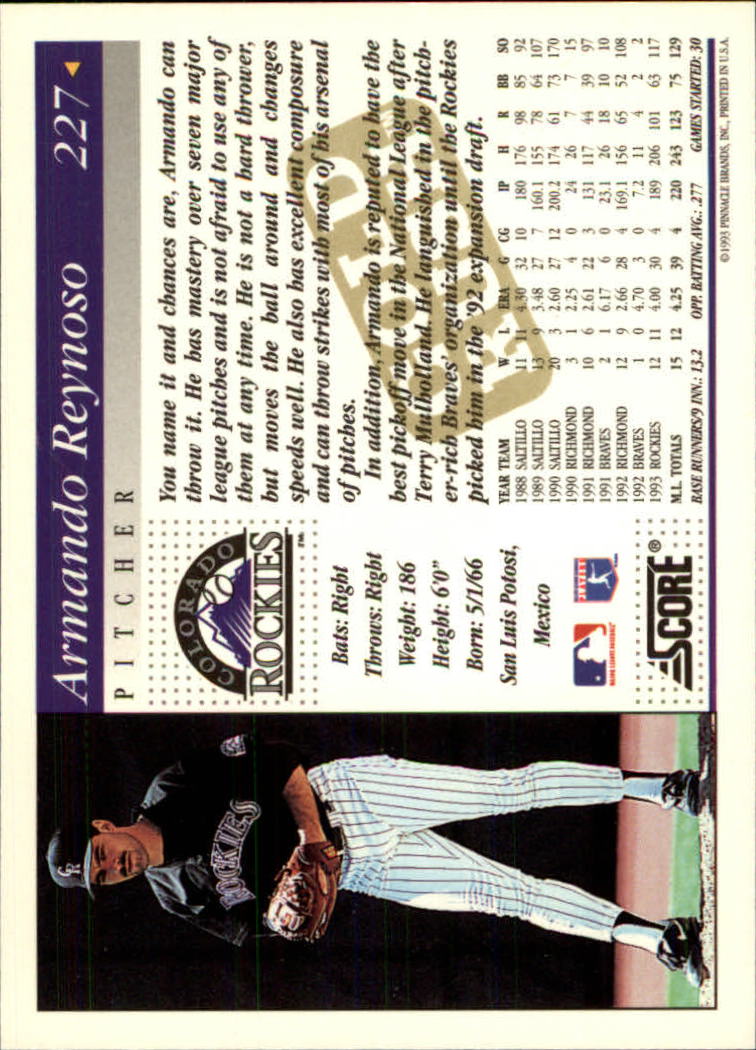 Armando Reynoso 227
PITCHER
COLORADO
ROCKIES
™
Bats: Right
Throws: Right
Weight: 186
Height: 6'0"
Born: 5/1/66
San Luis Potosi,
Mexico
SCORE®
You name it and chances are, Armando can
throw it. He has mastery over seven major
league pitches and is not afraid to use any of
them at any time. He is not a hard thrower,
but moves the ball around and changes
speeds well. He also has excellent composure
and can throw strikes with most of his arsenal
of pitches.
In addition, Armando is reputed to have the
best pickoff move in the National League after
Terry Mulholland. He languished in the pitch-
er-rich Braves' organization until the Rockies
picked him in the '92 expansion draft.
GOLD
RUSH
YEAR TEAM W L ERA G CG IP H R BB SO
1988 SALTILLO 11 11 4.30 32 10 180 176 98 85 92
1989 SALTILLO 13 9 3.48 27 7 160.1 155 78 64 107
1990 SALTILLO 20 3 2.60 27 12 200.2 174 61 73 170
1990 RICHMOND 3 1 2.25 4 0 24 26 7 7 15
1991 RICHMOND 10 6 2.61 22 3 131 117 44 39 97
1991 BRAVES 2 1 6.17 6 0 23.1 26 18 10 10
1992 RICHMOND 12 9 2.66 28 4 169.1 156 65 52 108
1992 BRAVES 1 0 4.70 3 0 7.2 11 4 2 2
1993 ROCKIES 12 11 4.00 30 4 189 206 101 63 117
M.L. TOTALS 15 12 4.25 39 4 220 243 123 75 129
BASE RUNNERS/9 INN.: 13.2 OPP. BATTING AVG.: .277 GAMES STARTED: 30
©1993 PINNACLE BRANDS, INC., PRINTED IN U.S.A.
CR
ROCKIES